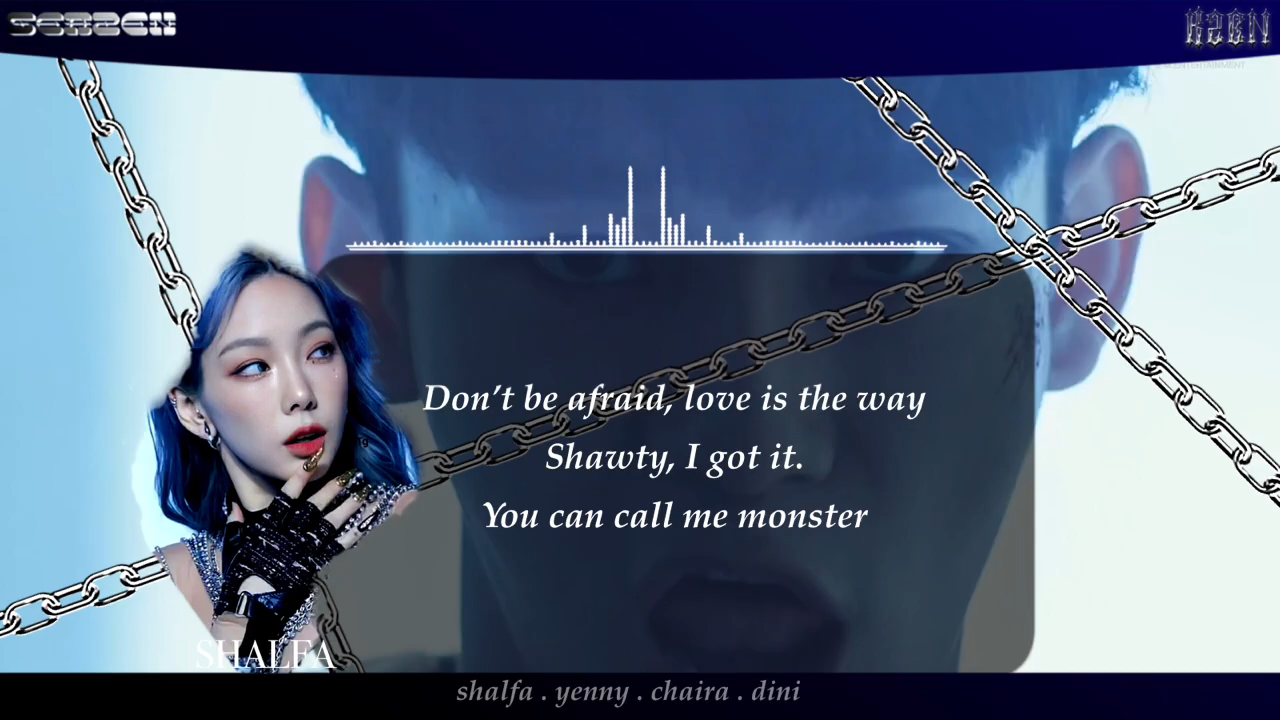 SCAZEN
Don't be afraid, love is the way
Shawty, I got it.
You can call me monster
SHALFA
shalfa . yenny . chaira . dini